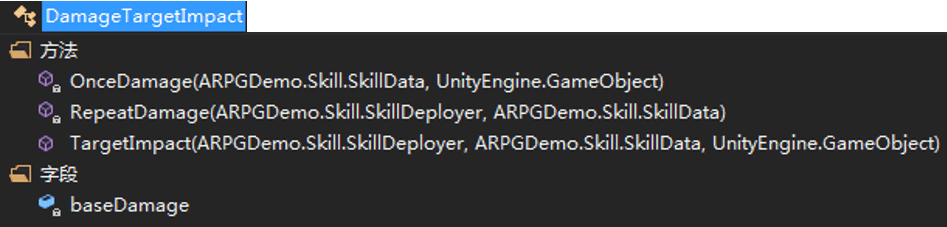 DamageTargetImpact
方法
OnceDamage(ARPGDemo.Skill.SkillData, UnityEngine.GameObject)
RepeatDamage(ARPGDemo.Skill.SkillDeployer, ARPGDemo.Skill.SkillData)
TargetImpact(ARPGDemo.Skill.SkillDeployer, ARPGDemo.Skill.SkillData, UnityEngine.GameObject)
字段
baseDamage